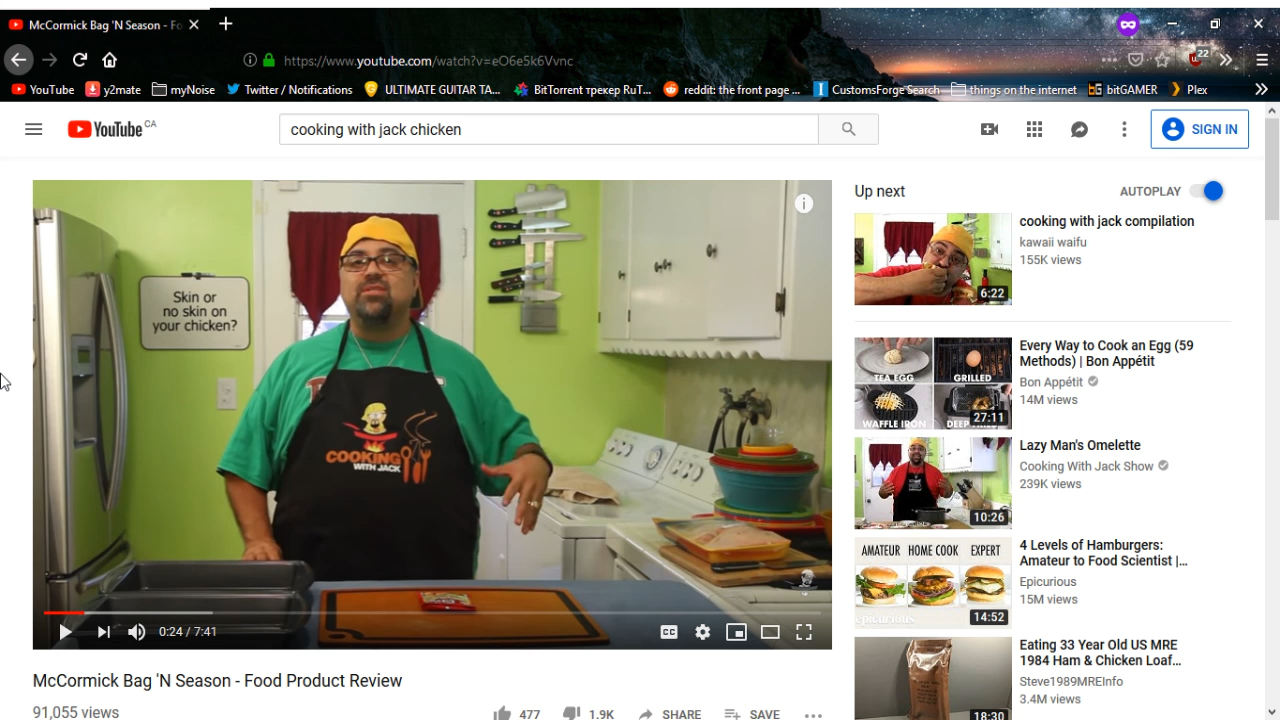 McCormick Bag 'N Season - Fo
https://www.youtube.com/watch?v=eO6e5k6Vvnc
22
YouTube
y2mate
myNoise
Twitter / Notifications
ULTIMATE GUITAR TA...
BitTorrent трекер RuT...
reddit: the front page ...
CustomsForge Search
things on the internet
bitGAMER
Plex
YouTube CA
cooking with jack chicken
SIGN IN
Skin or
no skin on
your chicken?
COOKING
WITH JACK
0:24 / 7:41
CC
McCormick Bag 'N Season - Food Product Review
91,055 views
477
1.9K
SHARE
SAVE
Up next
AUTOPLAY
6:22
cooking with jack compilation
kawaii waifu
155K views
TEA EGG
GRILLED
WAFFLE IRON
27:11
Every Way to Cook an Egg (59
Methods) | Bon Appétit
Bon Appétit
14M views
10:26
Lazy Man's Omelette
Cooking With Jack Show
239K views
AMATEUR HOME COOK EXPERT
epicurious
14:52
4 Levels of Hamburgers:
Amateur to Food Scientist |...
Epicurious
15M views
18:30
Eating 33 Year Old US MRE
1984 Ham & Chicken Loaf...
Steve1989MREInfo
3.4M views